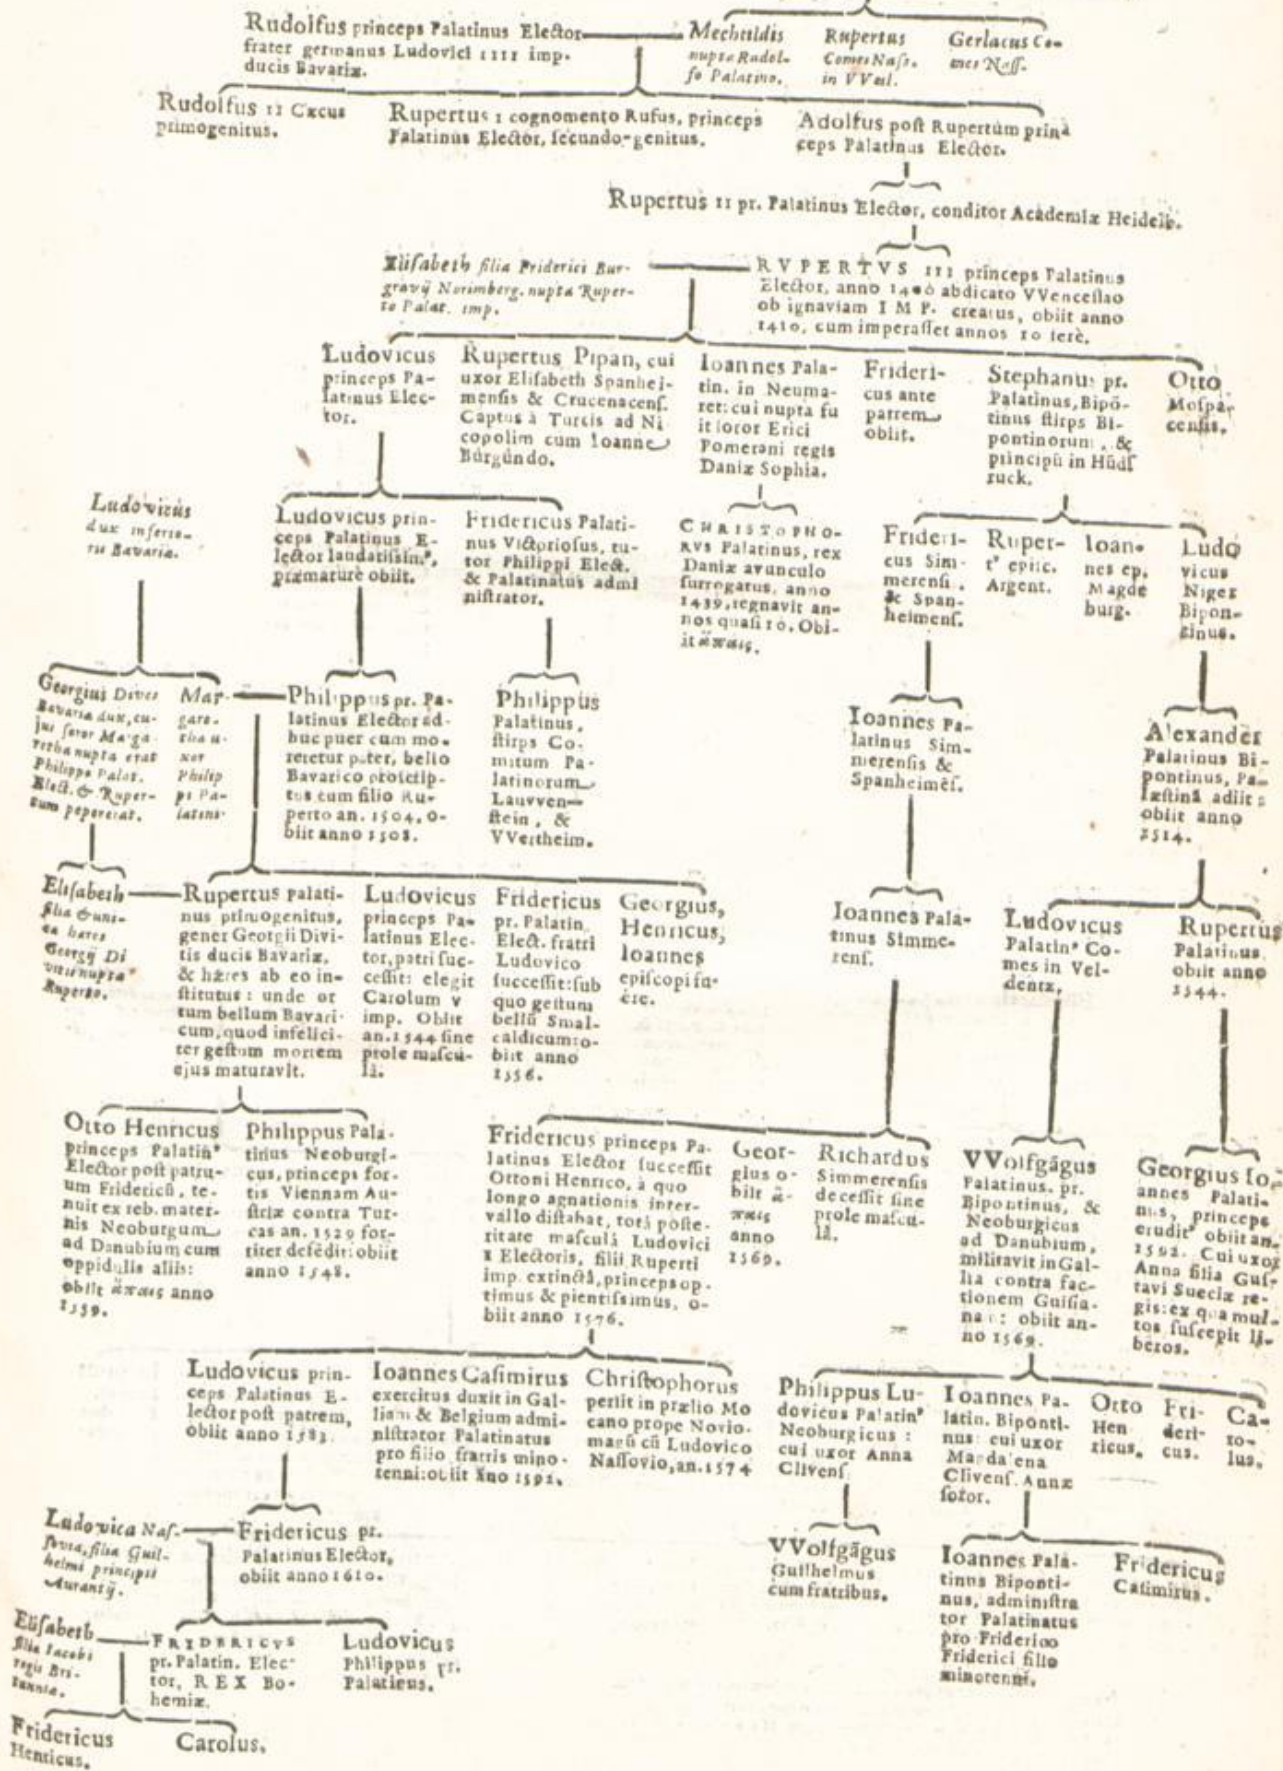 Rudolfus princeps Palatinus Elector
frater germanus Ludovici IIII imp.
ducis Bavariæ.
Mechtildis
nupta Rudol-
fo Palatino.
Rupertus
Comes Nass.
in VVeil.
Gerlacus Co-
mes Nass.
Rudolfus II Cæcus
primogenitus.
Rupertus I cognomento Rufus, princeps
Palatinus Elector, secundo-genitus.
Adolfus post Rupertum prin
ceps Palatinus Elector.
Rupertus II pr. Palatinus Elector, conditor Academiæ Heidelb.
Elisabeth filia Friderici Bur-
gravij Norimberg. nupta Ruper-
to Palat. imp.
RVPERTVS III princeps Palatinus
Elector, anno 1400 abdicato VVenceslao
ob ignaviam IMP. creatus, obiit anno
1410, cum imperasset annos 10 ferè.
Ludovicus
princeps Pa-
latinus Elec-
tor.
Rupertus Pipan, cui
uxor Elisabeth Spanhei-
mensis & Crucenacens.
Captus à Turcis ad Ni
copolim cum Ioanne
Burgundo.
Ioannes Pala-
tin. in Neuma-
ret: cui nupta fu
it soror Erici
Pomerani regis
Daniæ Sophia.
Frideri-
cus ante
patrem
obiit.
Stephanus pr.
Palatinus, Bipō-
tinus stirps Bi-
pontinorum, &
principū in Hūds
ruck.
Otto
Mospa-
censis.
Ludovicus
dux inferio-
ris Bavariæ.
Ludovicus prin-
ceps Palatinus E-
lector laudatissim⁹,
præmaturè obiit.
Fridericus Palati-
nus Victoriosus, tu-
tor Philippi Elect.
& Palatinatus admi
nistrator.
CHRISTOPHO-
RVS Palatinus, rex
Daniæ avunculo
surrogatus, anno
1439, regnavit an-
nos quasi 10. Obi-
it ἄπαις.
Frideri-
cus Sim-
merens.
& Span-
heimens.
Ruper-
t⁹ episc.
Argent.
Ioan-
nes ep.
Magde
burg.
Ludo
vicus
Niger
Bipon-
tinus.
Georgius Dives
Bavariæ dux, cu-
jus soror Marga-
retha nupta erat
Philippo Palat.
Elect. & Ruper-
tum pepererat.
Mar-
gare-
tha u-
xor
Philip
pi Pa-
latini.
Philippus pr. Pa-
latinus Elector ad-
huc puer cum mo-
reretur pater, bello
Bavarico proscrip-
tus cum filio Ru-
perto an. 1504, o-
biit anno 1508.
Philippus
Palatinus,
stirps Co-
mitum Pa-
latinorum
Lauvven-
stein, &
VVertheim.
Ioannes Pa-
latinus Sim-
merensis &
Spanheimēs.
Alexander
Palatinus Bi-
pontinus, Pa-
læstinā adiit:
obiit anno
1514.
Elisabeth
filia & uni-
ca hæres
Georgij Di
vitis nupta
Ruperto.
Rupertus palati-
nus primogenitus,
gener Georgii Divi-
tis ducis Bavariæ,
& hæres ab eo in-
stitutus: unde or
tum bellum Bavari-
cum, quod infelici-
ter gestum mortem
ejus maturavit.
Ludovicus
princeps Pa-
latinus Elec-
tor, patri suc-
cessit: elegit
Carolum V
imp. Obiit
an. 1544 sine
prole mascu-
lā.
Fridericus
pr. Palatin.
Elect. fratri
Ludovico
successit: sub
quo gestum
bellū Smal-
caldicum: o-
biit anno
1556.
Georgius,
Henricus,
Ioannes
episcopi fu-
ere.
Ioannes Pala-
tinus Simme-
rens.
Ludovicus
Palatin⁹ Co-
mes in Vel-
dentz.
Rupertus
Palatinus
obiit anno
1544.
Otto Henricus
princeps Palatin⁹
Elector post patru-
um Fridericū, te-
nuit ex reb. mater-
nis Neoburgum
ad Danubium cum
oppidulis aliis:
obiit ἄπαις anno
1559.
Philippus Pala-
tinus Neoburgi-
cus, princeps for-
tis Viennam Au-
striæ contra Tur-
cas an. 1529 for-
titer defēdit: obiit
anno 1548.
Fridericus princeps Pa-
latinus Elector successit
Ottoni Henrico, à quo
longo agnationis inter-
vallo distabat, totâ poste-
ritate masculâ Ludovici
I Electoris, filii Ruperti
imp. extinctâ, princeps op-
timus & pientissimus, o-
biit anno 1576.
Geor-
gius o-
biit ἄ-
παις
anno
1569.
Richardus
Simmerensis
decessit sine
prole mascu-
lā.
VVolfgāgus
Palatinus. pr.
Bipontinus, &
Neoburgicus
ad Danubium,
militavit in Gal-
lia contra fac-
tionem Guisia-
nam: obiit an-
no 1569.
Georgius Io-
annes Palati-
nus, princeps
erudit⁹ obiit an.
1592. Cui uxor
Anna filia Gus-
tavi Sueciæ re-
gis: ex qua mul-
tos suscepit li-
beros.
Ludovicus prin-
ceps Palatinus E-
lector post patrem,
obiit anno 1583.
Ioannes Casimirus
exercitus duxit in Gal-
liam & Belgium admi-
nistrator Palatinatus
pro filio fratris mino-
renni: obiit āno 1592.
Christophorus
periit in prælio Mo
cano prope Novio-
magū cū Ludovico
Nassovio, an. 1574
Philippus Lu-
dovicus Palatin⁹
Neoburgicus:
cui uxor Anna
Clivens.
Ioannes Pa-
latin. Biponti-
nus: cui uxor
Magdalena
Clivens. Annæ
soror.
Otto
Hen
ricus.
Fri-
deri-
cus.
Ca-
ro-
lus.
Ludovica Nas-
sovia, filia Guil-
helmi principis
Aurantij.
Fridericus pr.
Palatinus Elector,
obiit anno 1610.
VVolfgāgus
Guilhelmus
cum fratribus.
Ioannes Pala-
tinus Biponti-
nus, administra
tor Palatinatus
pro Friderico
Friderici filio
minorenni.
Fridericus
Casimirus.
Elisabeth
filia Iacobi
regis Bri-
tanniæ.
FRIDERICVS
pr. Palatin. Elec-
tor, REX Bo-
hemiæ.
Ludovicus
Philippus pr.
Palatinus.
Fridericus
Henricus.
Carolus.